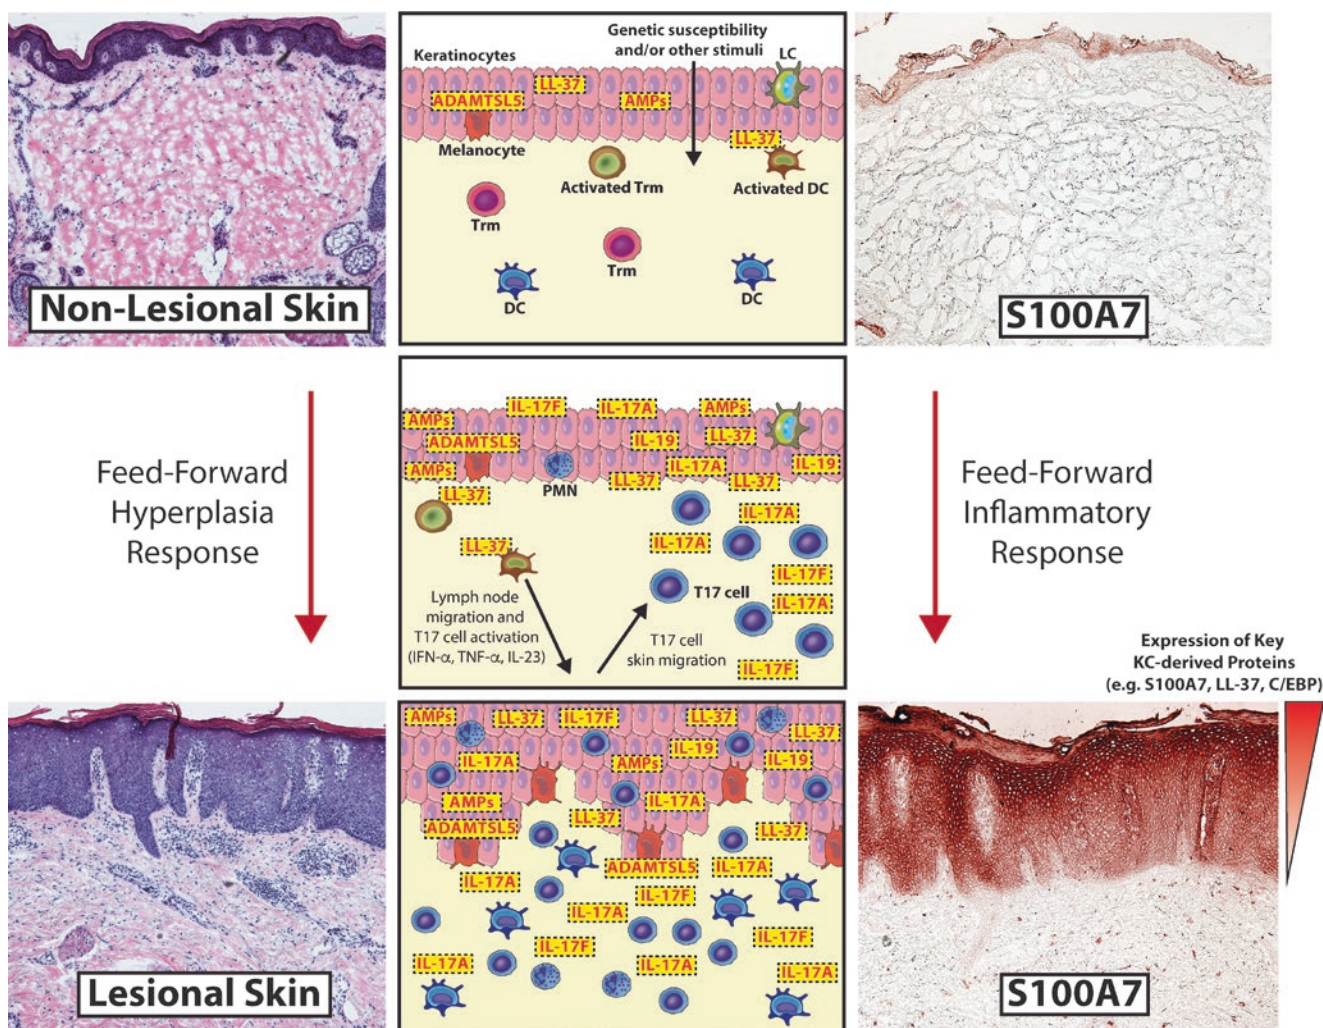 Genetic susceptibility
and/or other stimuli
Keratinocytes
LC
LL-37
ADAMTSL5
AMPs
LL-37
Melanocyte
Activated Trm
Activated DC
Trm
Trm
DC
DC
Non-Lesional Skin
S100A7
Feed-Forward
Hyperplasia
Response
IL-17F
IL-17A
AMPs
AMPs
ADAMTSL5
IL-19
LL-37
AMPs
IL-17A
IL-19
PMN
LL-37
LL-37
LL-37
IL-17A
LL-37
IL-17A
IL-17F
T17 cell
IL-17A
Lymph node
migration and
T17 cell activation
(IFN-α, TNF-α, IL-23)
T17 cell
skin migration
IL-17F
Feed-Forward
Inflammatory
Response
Expression of Key
KC-derived Proteins
(e.g. S100A7, LL-37, C/EBP)
AMPs
LL-37
IL-17F
LL-37
LL-37
IL-17A
IL-19
AMPs
IL-19
AMPs
IL-17A
ADAMTSL5
LL-37
LL-37
ADAMTSL5
IL-17A
IL-17A
IL-17F
IL-17A
IL-17F
IL-17F
IL-17A
IL-17A
IL-17A
Lesional Skin
S100A7